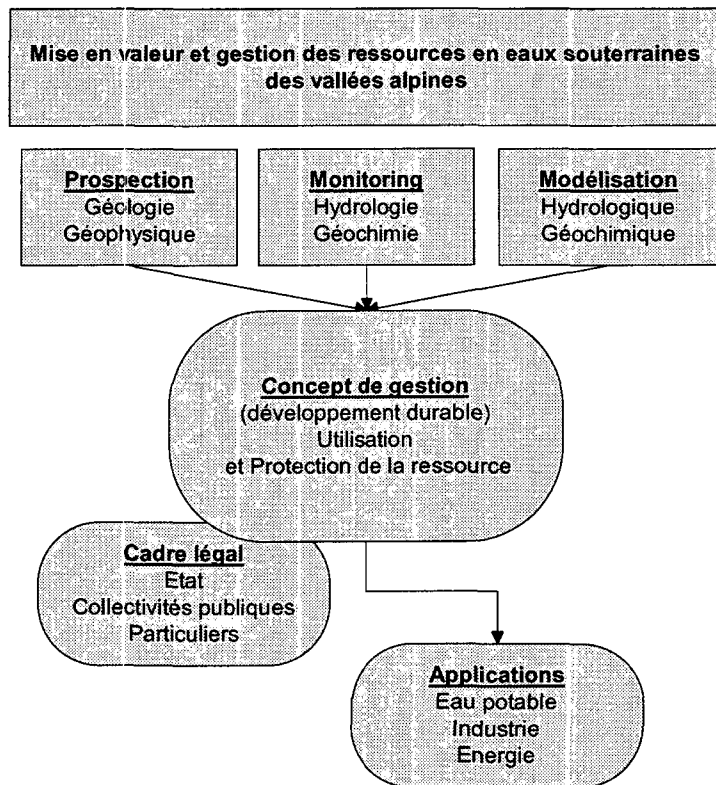 Mise en valeur et gestion des ressources en eaux souterraines
des vallées alpines
Prospection
Géologie
Géophysique
Monitoring
Hydrologie
Géochimie
Modélisation
Hydrologique
Géochimique
Concept de gestion
(développement durable)
Utilisation
et Protection de la ressource
Cadre légal
Etat
Collectivités publiques
Particuliers
Applications
Eau potable
Industrie
Energie